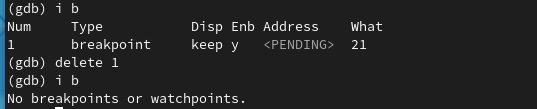 (gdb) i b
Num     Type           Disp Enb Address    What
1       breakpoint     keep y   <PENDING>  21
(gdb) delete 1
(gdb) i b
No breakpoints or watchpoints.